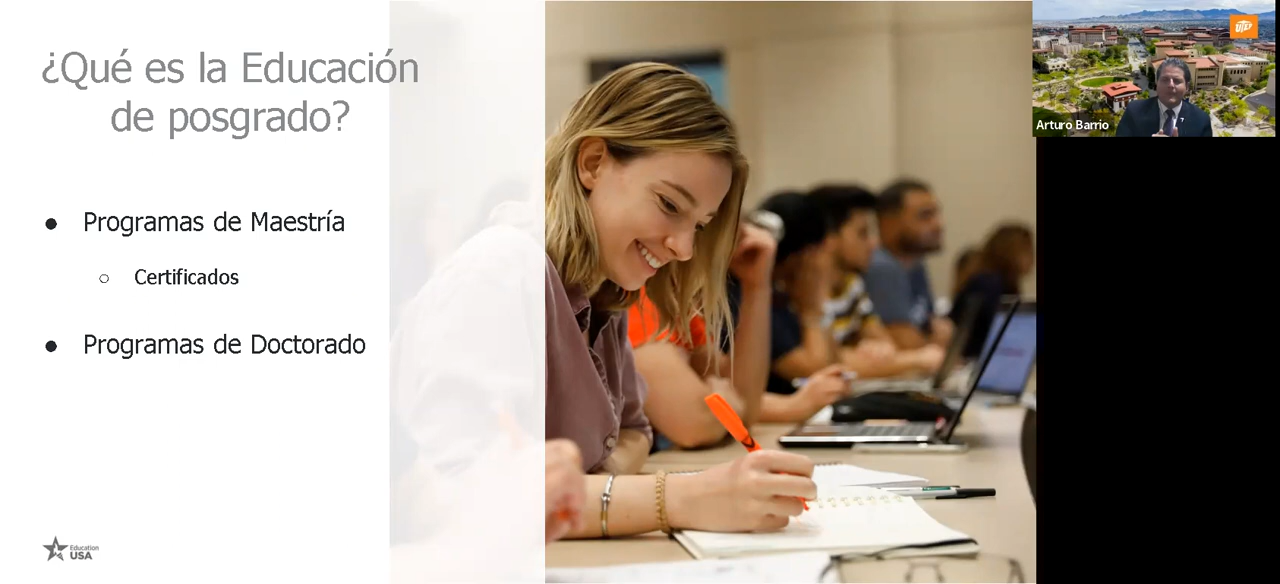 ¿Qué es la Educación
de posgrado?
● Programas de Maestría
○ Certificados
● Programas de Doctorado
Education
USA
UTEP
Arturo Barrio